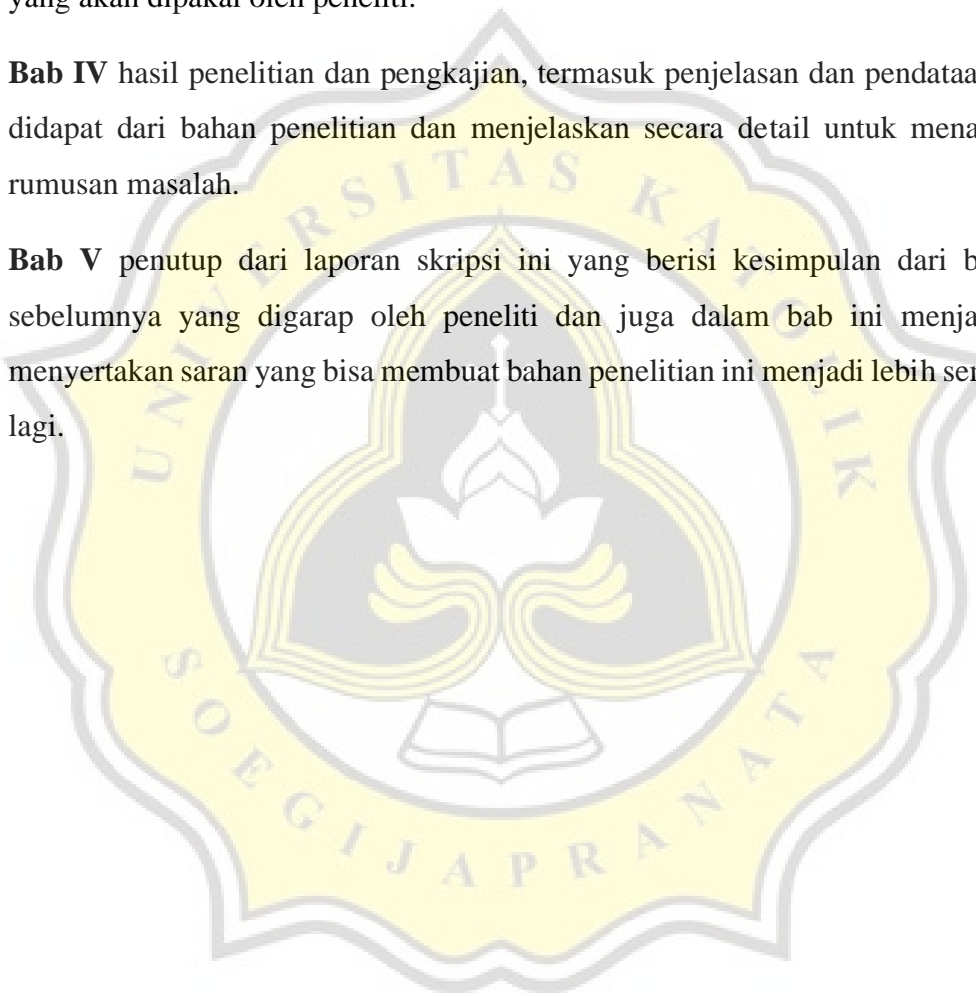 yang akan dipakai oleh peneliti.
Bab IV hasil penelitian dan pengkajian, termasuk penjelasan dan pendataa
didapat dari bahan penelitian dan menjelaskan secara detail untuk mena
rumusan masalah.
Bab V penutup dari laporan skripsi ini yang berisi kesimpulan dari b
sebelumnya yang digarap oleh peneliti dan juga dalam bab ini menja
menyertakan saran yang bisa membuat bahan penelitian ini menjadi lebih ser
lagi.
UNIVERSITAS KATOLIK
SOEGIJAPRANATA